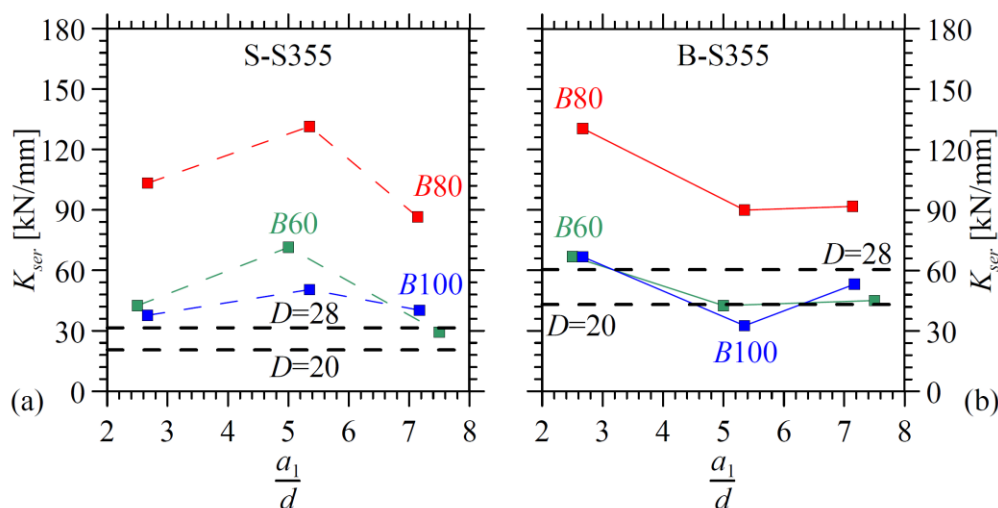 180
150
120
90
60
30
0
K_ser [kN/mm]
S-S355
B80
B60
B100
D=28
D=20
(a)
2 3 4 5 6 7 8
a₁
d
B-S355
B80
B60
D=28
D=20
B100
180
150
120
90
60
30
0
K_ser [kN/mm]
(b)
2 3 4 5 6 7 8
a₁
d